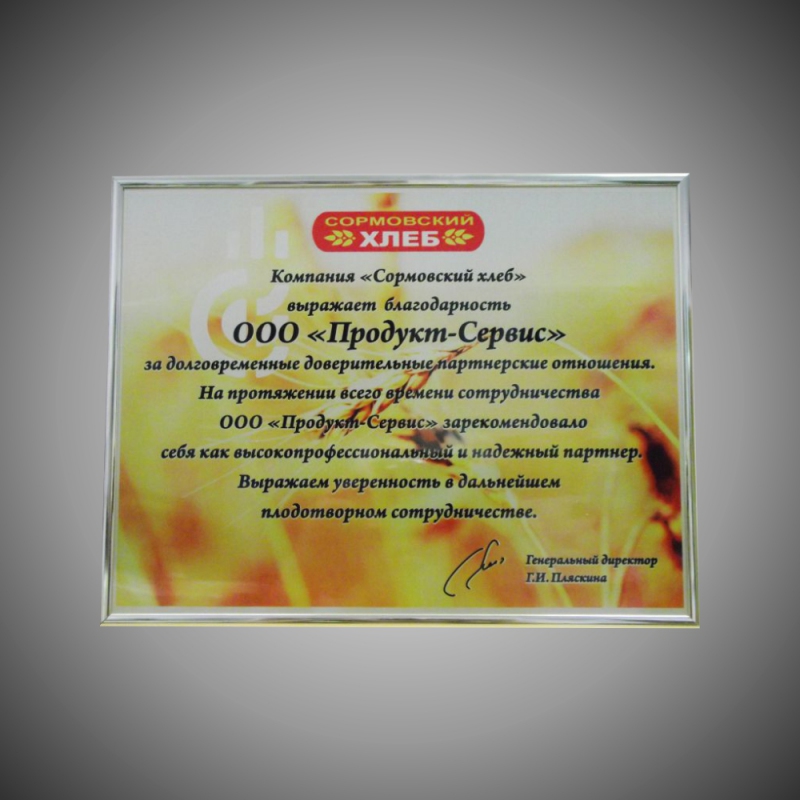 СОРМОВСКИЙ
ХЛЕБ
Компания «Сормовский хлеб»
выражает благодарность
ООО «Продукт-Сервис»
за долговременные доверительные партнерские отношения.
На протяжении всего времени сотрудничества
ООО «Продукт-Сервис» зарекомендовало
себя как высокопрофессиональный и надежный партнер.
Выражаем уверенность в дальнейшем
плодотворном сотрудничестве.
Генеральный директор
Г.И. Пляскина